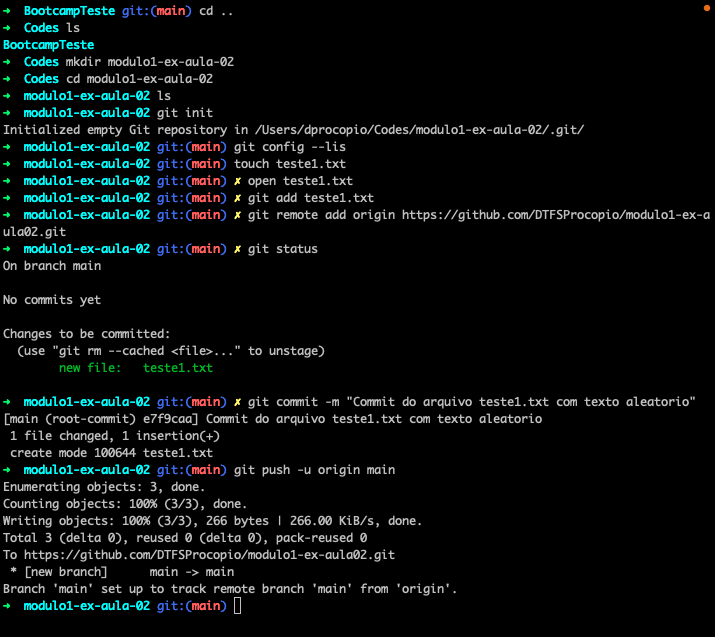 ➜  BootcampTeste git:(main) cd ..
➜  Codes ls
BootcampTeste
➜  Codes mkdir modulo1-ex-aula-02
➜  Codes cd modulo1-ex-aula-02
➜  modulo1-ex-aula-02 ls
➜  modulo1-ex-aula-02 git init
Initialized empty Git repository in /Users/dprocopio/Codes/modulo1-ex-aula-02/.git/
➜  modulo1-ex-aula-02 git:(main) git config --lis
➜  modulo1-ex-aula-02 git:(main) touch teste1.txt
➜  modulo1-ex-aula-02 git:(main) ✗ open teste1.txt
➜  modulo1-ex-aula-02 git:(main) ✗ git add teste1.txt
➜  modulo1-ex-aula-02 git:(main) ✗ git remote add origin https://github.com/DTFSProcopio/modulo1-ex-a
ula02.git
➜  modulo1-ex-aula-02 git:(main) ✗ git status
On branch main

No commits yet

Changes to be committed:
  (use "git rm --cached <file>..." to unstage)
        new file:   teste1.txt

➜  modulo1-ex-aula-02 git:(main) ✗ git commit -m "Commit do arquivo teste1.txt com texto aleatorio"
[main (root-commit) e7f9caa] Commit do arquivo teste1.txt com texto aleatorio
 1 file changed, 1 insertion(+)
 create mode 100644 teste1.txt
➜  modulo1-ex-aula-02 git:(main) git push -u origin main
Enumerating objects: 3, done.
Counting objects: 100% (3/3), done.
Writing objects: 100% (3/3), 266 bytes | 266.00 KiB/s, done.
Total 3 (delta 0), reused 0 (delta 0), pack-reused 0
To https://github.com/DTFSProcopio/modulo1-ex-aula02.git
 * [new branch]      main -> main
Branch 'main' set up to track remote branch 'main' from 'origin'.
➜  modulo1-ex-aula-02 git:(main)